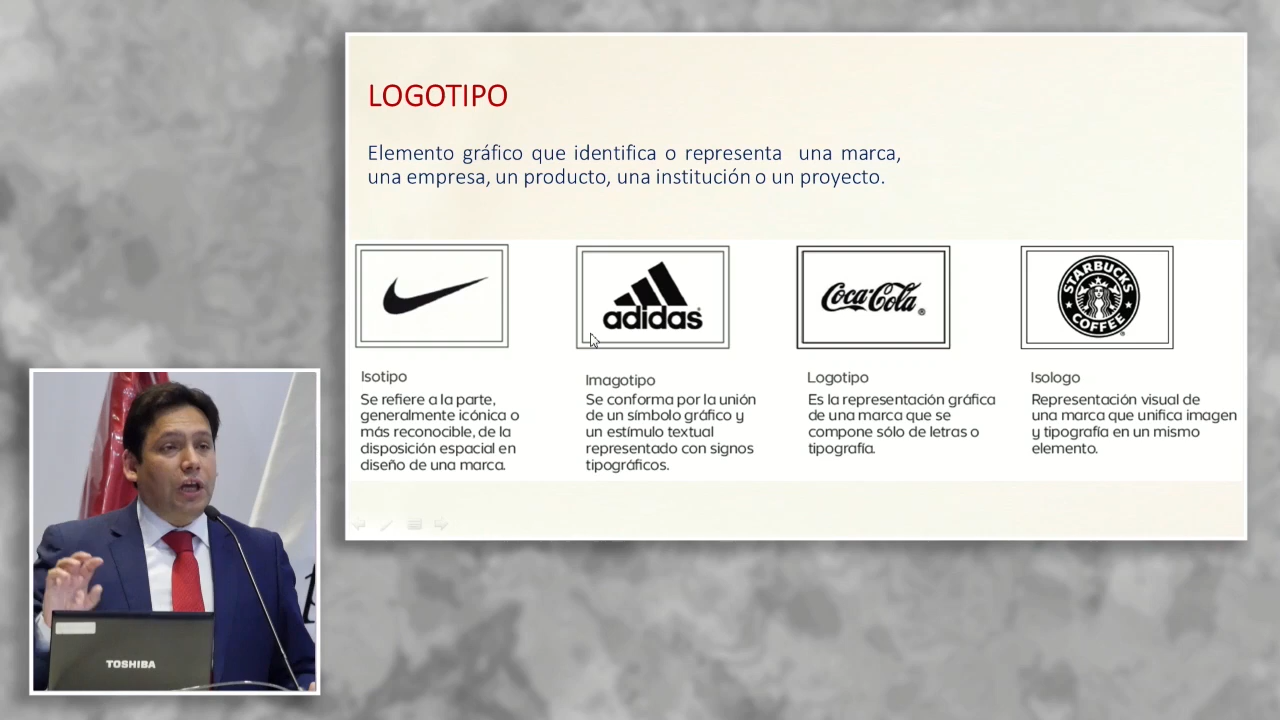 LOGOTIPO
Elemento gráfico que identifica o representa una marca,
una empresa, un producto, una institución o un proyecto.
adidas
Coca-Cola®
STARBUCKS
COFFEE
Isotipo
Se refiere a la parte,
generalmente icónica o
más reconocible, de la
disposición espacial en
diseño de una marca.
Imagotipo
Se conforma por la unión
de un símbolo gráfico y
un estímulo textual
representado con signos
tipográficos.
Logotipo
Es la representación gráfica
de una marca que se
compone sólo de letras o
tipografía.
Isologo
Representación visual de
una marca que unifica imagen
y tipografía en un mismo
elemento.
TOSHIBA